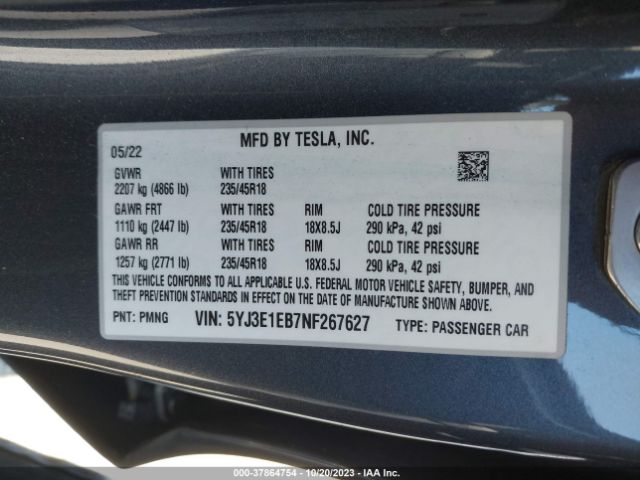 MFD BY TESLA, INC.
05/22
GVWR WITH TIRES
2207 kg (4866 lb) 235/45R18
GAWR FRT WITH TIRES RIM COLD TIRE PRESSURE
1110 kg (2447 lb) 235/45R18 18X8.5J 290 kPa, 42 psi
GAWR RR WITH TIRES RIM COLD TIRE PRESSURE
1257 kg (2771 lb) 235/45R18 18X8.5J 290 kPa, 42 psi
THIS VEHICLE CONFORMS TO ALL APPLICABLE U.S. FEDERAL MOTOR VEHICLE SAFETY, BUMPER, AND
THEFT PREVENTION STANDARDS IN EFFECT ON THE DATE OF MANUFACTURE SHOWN ABOVE.
PNT: PMNG VIN: 5YJ3E1EB7NF267627 TYPE: PASSENGER CAR
© COPY STOCK#: 37864754 - 10/20/2023 - IAA Inc.